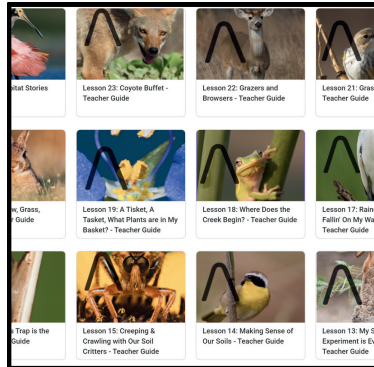 itat Stories
Lesson 23: Coyote Buffet -
Teacher Guide
Lesson 22: Grazers and
Browsers - Teacher Guide
Lesson 21: Gras
Teacher Guide
w, Grass,
r Guide
Lesson 19: A Tisket, A
Tasket, What Plants are in My
Basket? - Teacher Guide
Lesson 18: Where Does the
Creek Begin? - Teacher Guide
Lesson 17: Rain
Fallin' On My Wa
Teacher Guide
s Trap is the
Guide
Lesson 15: Creeping &
Crawling with Our Soil
Critters - Teacher Guide
Lesson 14: Making Sense of
Our Soils - Teacher Guide
Lesson 13: My S
Experiment is Ev
Teacher Guide